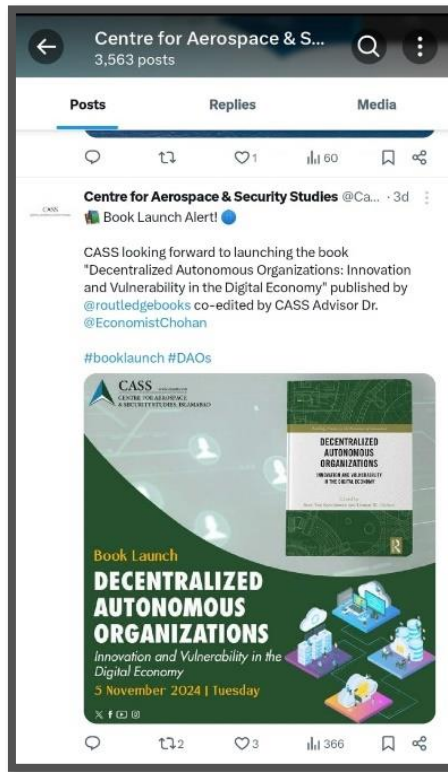 Centre for Aerospace & S...
3,563 posts
Posts
Replies
Media
1
60
Centre for Aerospace & Security Studies @Ca... · 3d
📚 Book Launch Alert! 🔵
CASS looking forward to launching the book
"Decentralized Autonomous Organizations: Innovation
and Vulnerability in the Digital Economy" published by
@routledgebooks co-edited by CASS Advisor Dr.
@EconomistChohan
#booklaunch #DAOs
CASS
CENTRE FOR AEROSPACE
& SECURITY STUDIES, ISLAMABAD
DECENTRALIZED
AUTONOMOUS
ORGANIZATIONS
INNOVATION AND VULNERABILITY
IN THE DIGITAL ECONOMY
R
Book Launch
DECENTRALIZED
AUTONOMOUS
ORGANIZATIONS
Innovation and Vulnerability in the
Digital Economy
5 November 2024 | Tuesday
2
3
366